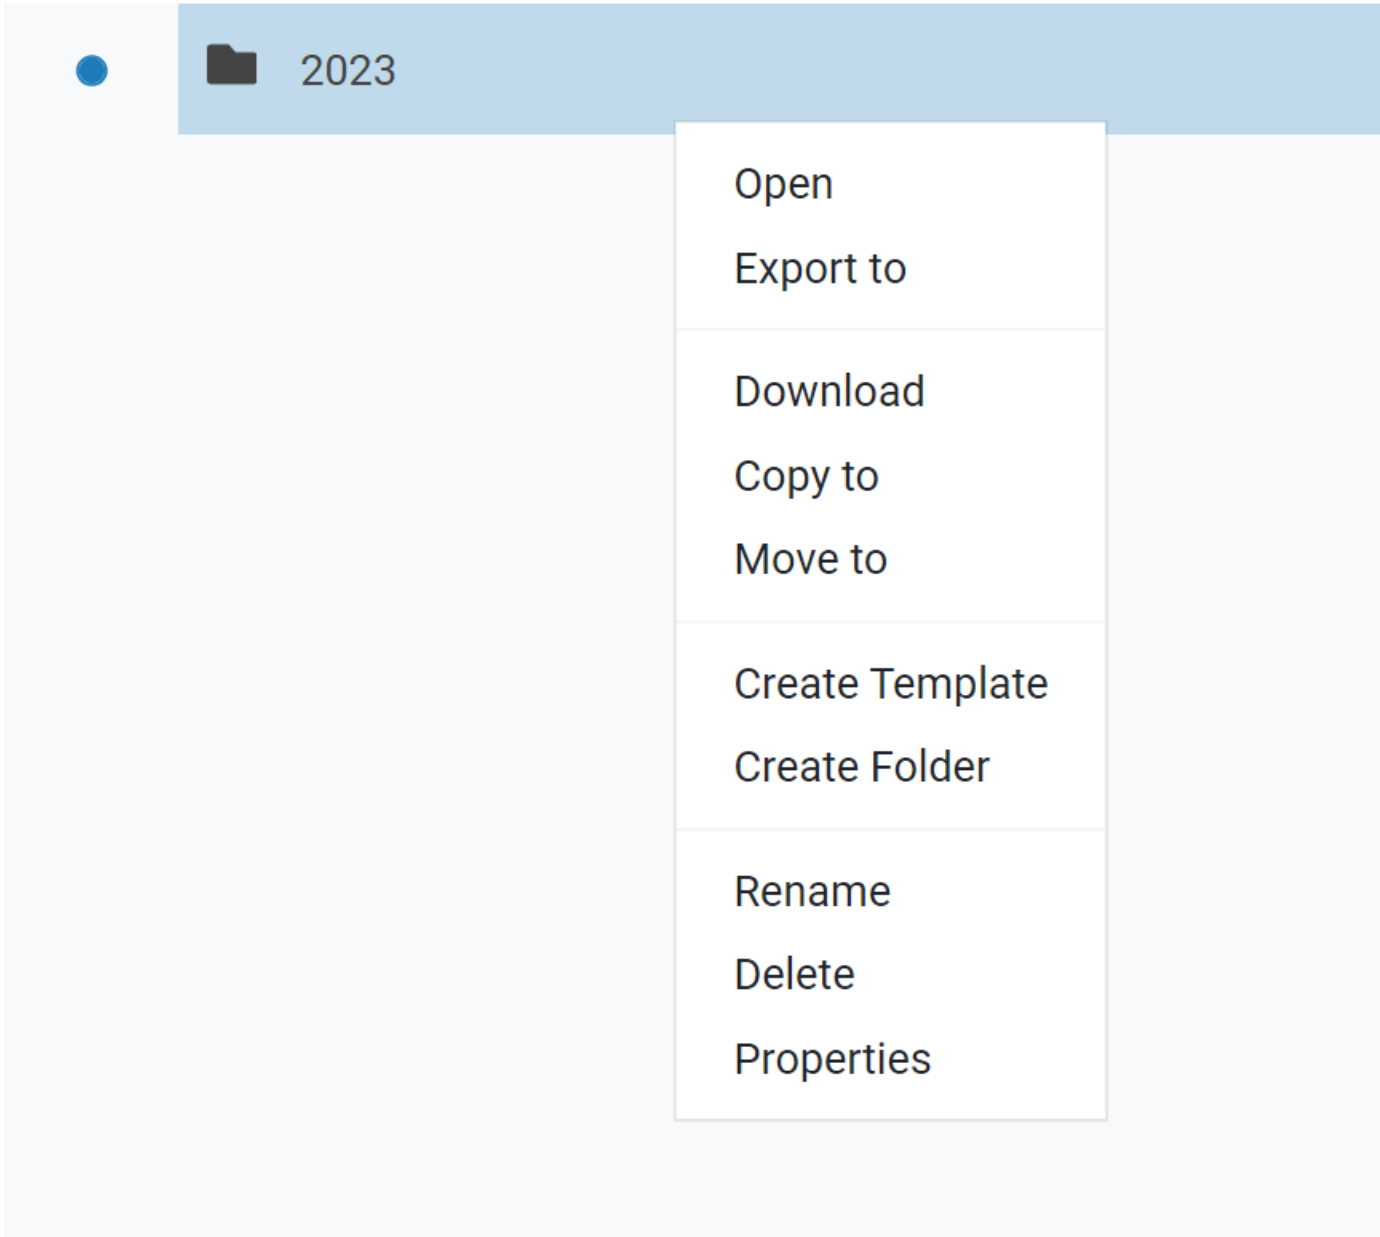 2023
Open
Export to
Download
Copy to
Move to
Create Template
Create Folder
Rename
Delete
Properties